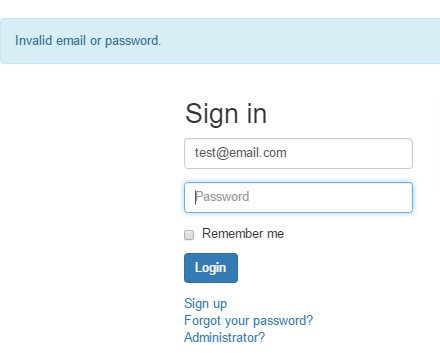 Invalid email or password.
Sign in
test@email.com
Password
Remember me
Login
Sign up
Forgot your password?
Administrator?